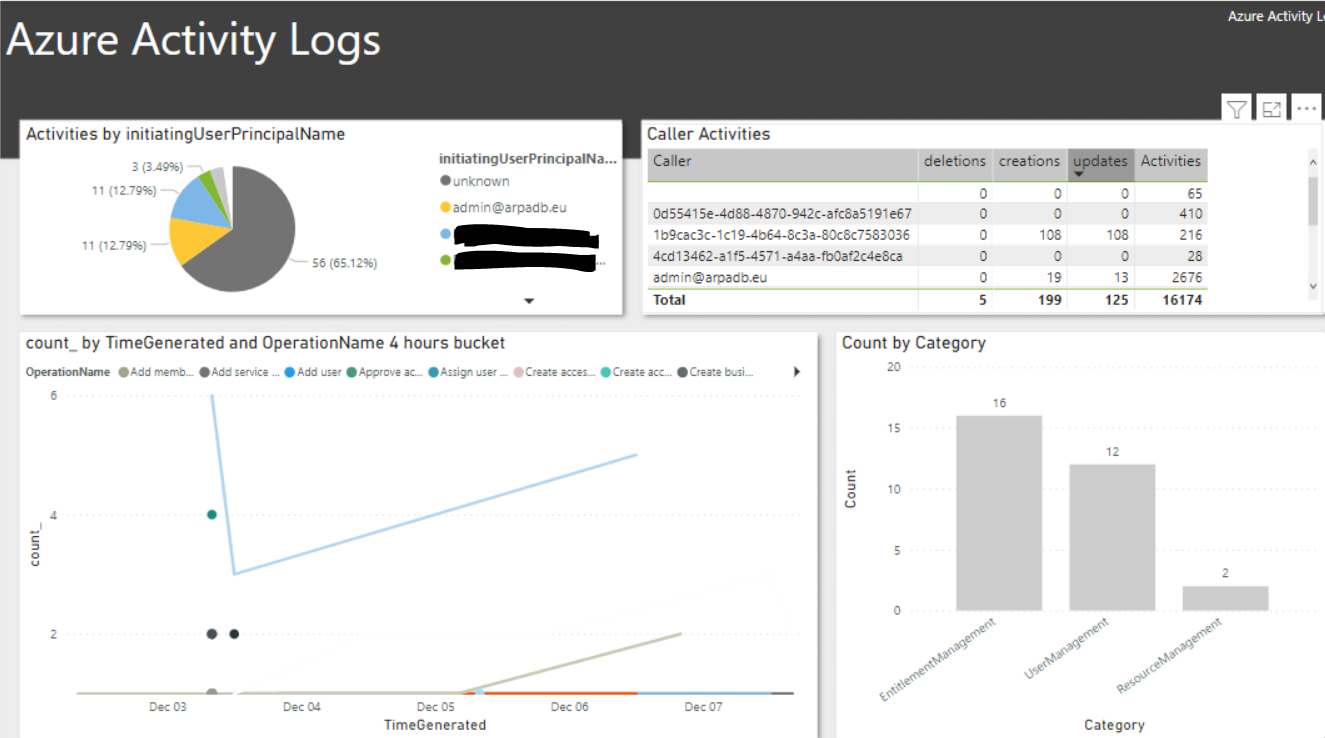 Azure Activity Lo
Azure Activity Logs
Activities by initiatingUserPrincipalName
3 (3.49%)
11 (12.79%)
11 (12.79%)
56 (65.12%)
initiatingUserPrincipalNa...
unknown
admin@arpadb.eu
...
Caller Activities
Caller deletions creations updates Activities
0 0 0 65
0d55415e-4d88-4870-942c-afc8a5191e67 0 0 0 410
1b9cac3c-1c19-4b64-8c3a-80c8c7583036 0 108 108 216
4cd13462-a1f5-4571-a4aa-fb0af2c4e8ca 0 0 0 28
admin@arpadb.eu 0 19 13 2676
Total 5 199 125 16174
count_ by TimeGenerated and OperationName 4 hours bucket
OperationName Add memb... Add service ... Add user Approve ac... Assign user ... Create acces... Create acc... Create busi...
6
4
2
count_
Dec 03 Dec 04 Dec 05 Dec 06 Dec 07
TimeGenerated
Count by Category
20
15
10
5
0
Count
16
12
2
EntitlementManagement
UserManagement
ResourceManagement
Category